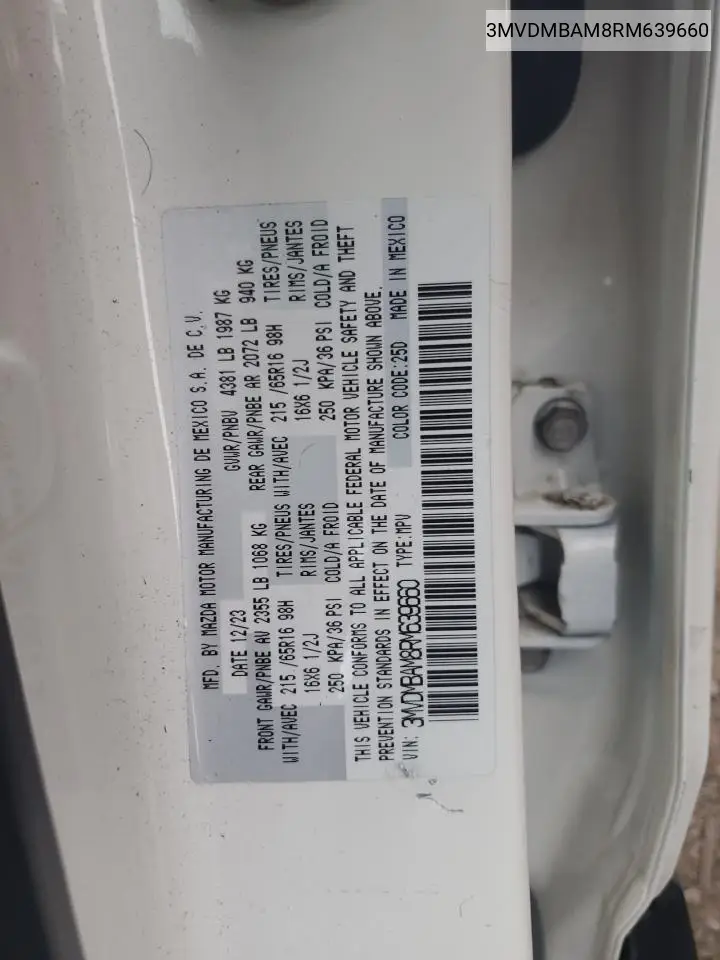 3MVDMBAM8RM639660
MFD. BY MAZDA MOTOR MANUFACTURING DE MEXICO S.A. DE C.V.
DATE 12/23 GVWR/PNBV 4381 LB 1987 KG
FRONT GAWR/PNBE AV 2355 LB 1068 KG REAR GAWR/PNBE AR 2072 LB 940 KG
WITH/AVEC 215 /65R16 98H TIRES/PNEUS WITH/AVEC 215 /65R16 98H TIRES/PNEUS
16X6 1/2J RIMS/JANTES 16X6 1/2J RIMS/JANTES
250 KPA/36 PSI COLD/A FROID 250 KPA/36 PSI COLD/A FROID
THIS VEHICLE CONFORMS TO ALL APPLICABLE FEDERAL MOTOR VEHICLE SAFETY AND THEFT
PREVENTION STANDARDS IN EFFECT ON THE DATE OF MANUFACTURE SHOWN ABOVE.
VIN: 3MVDMBAM8RM639660 TYPE:MPV COLOR CODE:25D MADE IN MEXICO